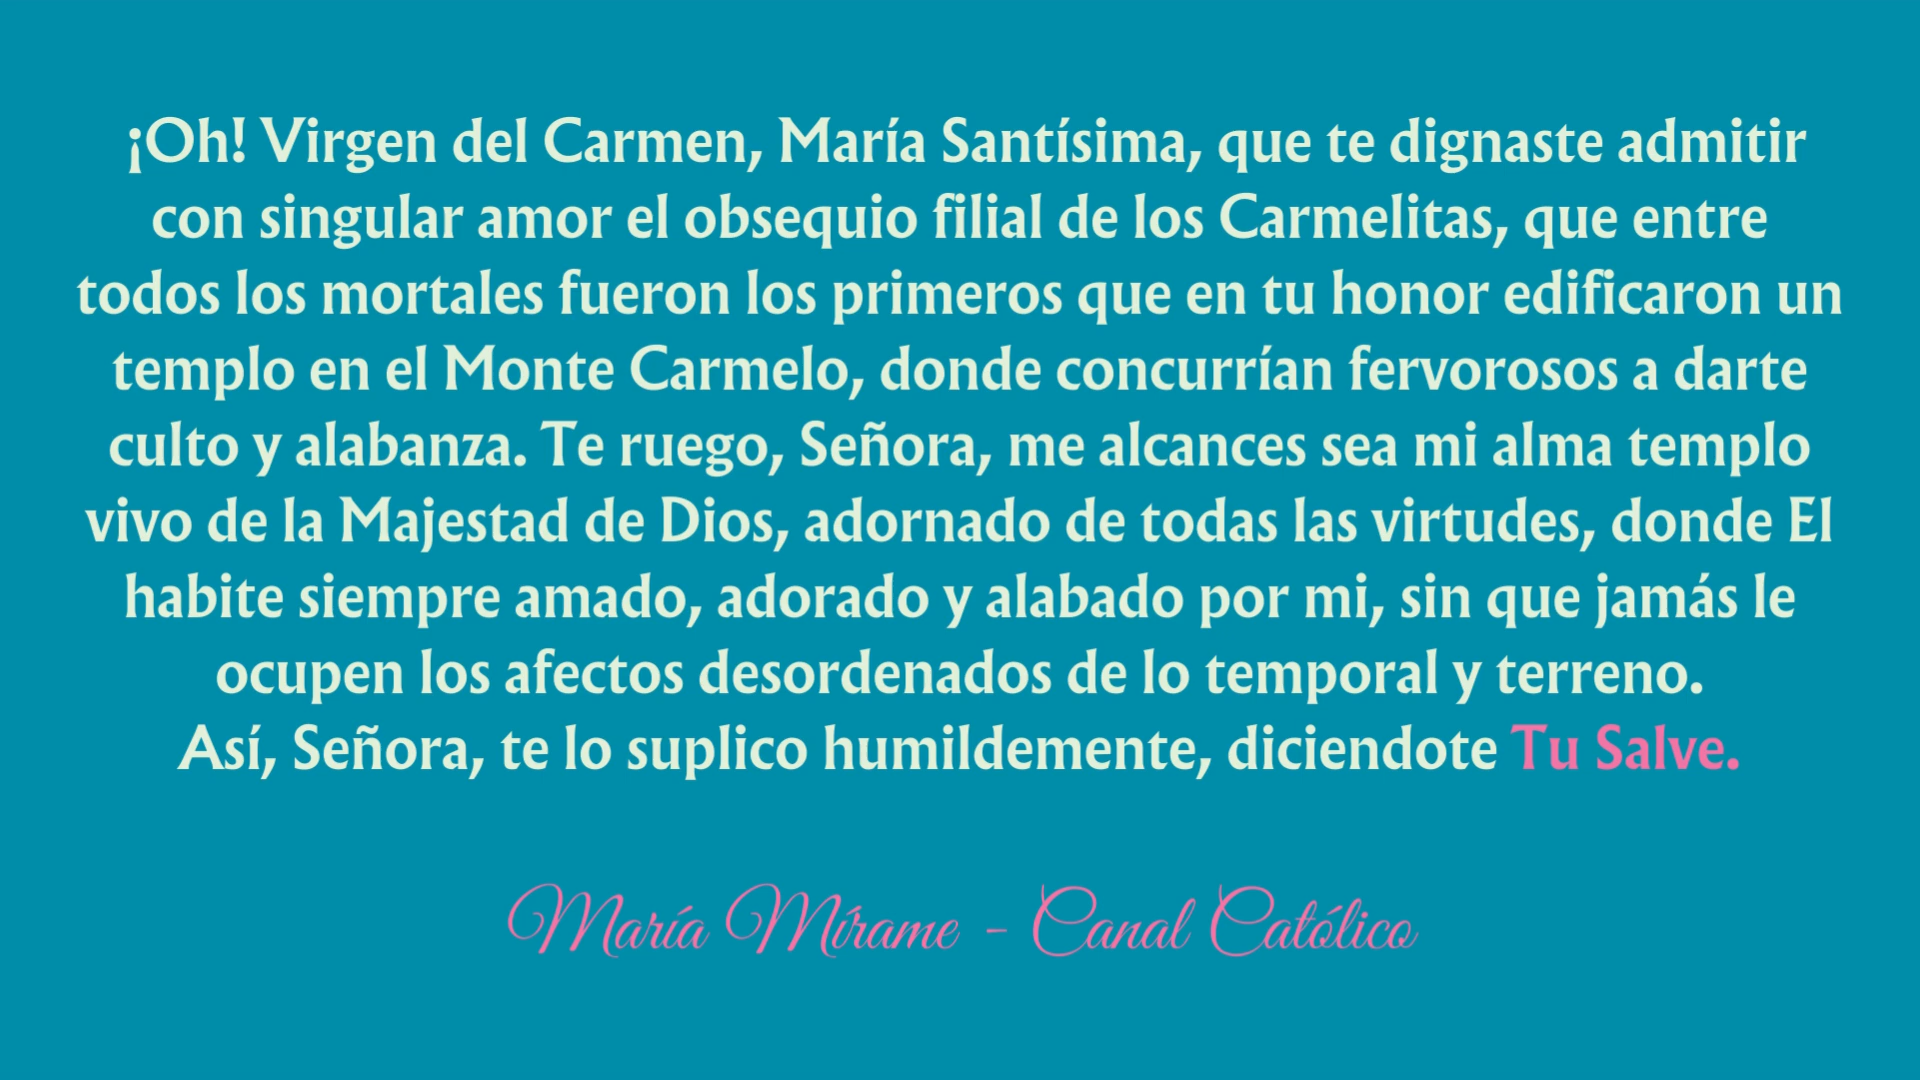 ¡Oh! Virgen del Carmen, María Santísima, que te dignaste admitir
con singular amor el obsequio filial de los Carmelitas, que entre
todos los mortales fueron los primeros que en tu honor edificaron un
templo en el Monte Carmelo, donde concurrían fervorosos a darte
culto y alabanza. Te ruego, Señora, me alcances sea mi alma templo
vivo de la Majestad de Dios, adornado de todas las virtudes, donde El
habite siempre amado, adorado y alabado por mi, sin que jamás le
ocupen los afectos desordenados de lo temporal y terreno.
Así, Señora, te lo suplico humildemente, diciendote Tu Salve.
María Mírame - Canal Católico